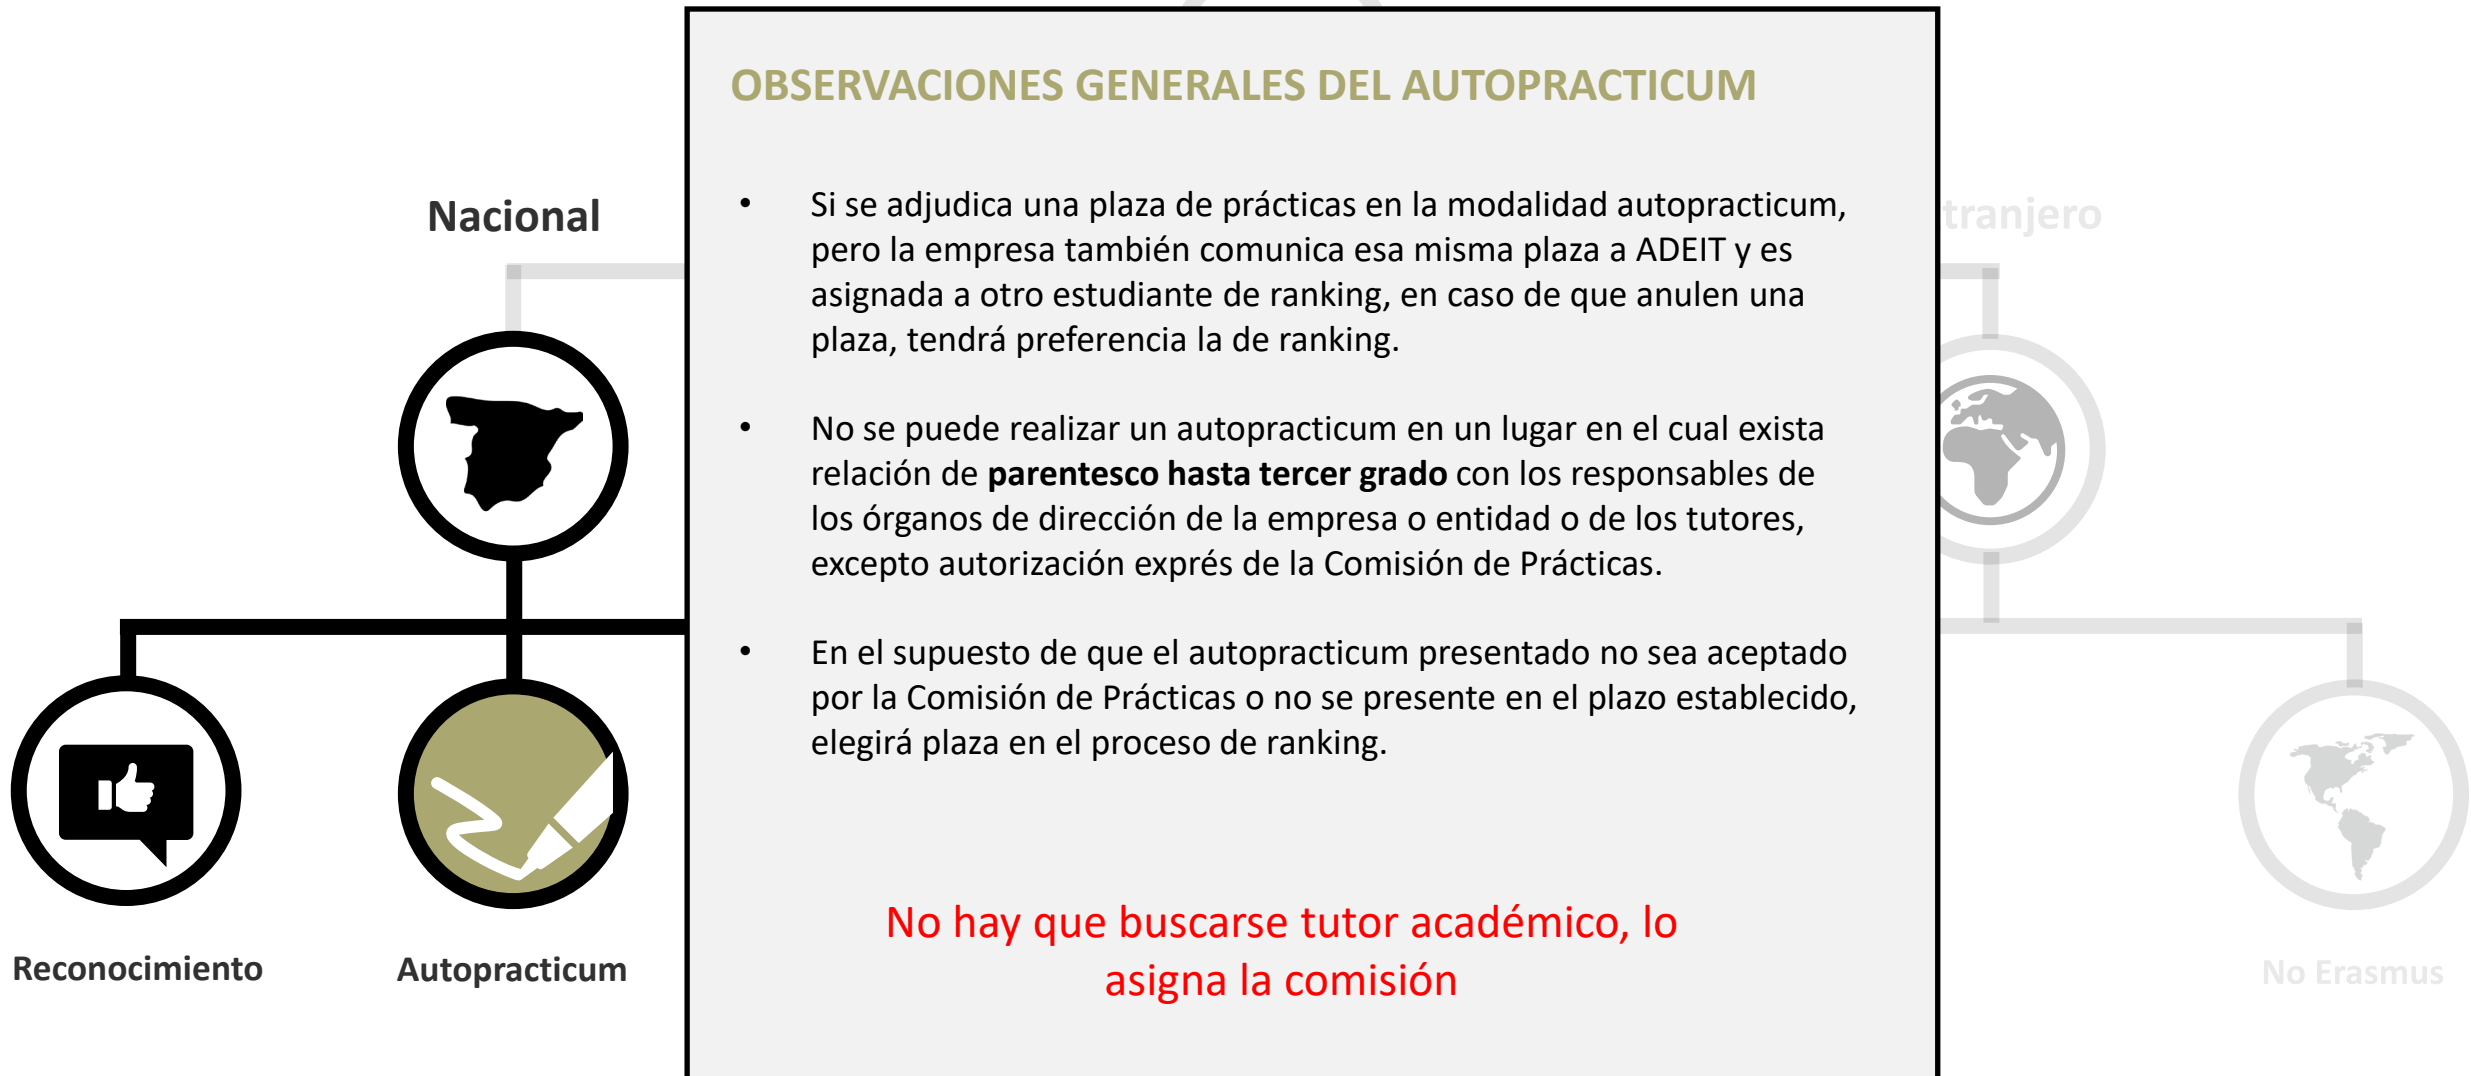 OBSERVACIONES GENERALES DEL AUTOPRACTICUM
Nacional
tranjero
• Si se adjudica una plaza de prácticas en la modalidad autopracticum,
pero la empresa también comunica esa misma plaza a ADEIT y es
asignada a otro estudiante de ranking, en caso de que anulen una
plaza, tendrá preferencia la de ranking.
• No se puede realizar un autopracticum en un lugar en el cual exista
relación de parentesco hasta tercer grado con los responsables de
los órganos de dirección de la empresa o entidad o de los tutores,
excepto autorización exprés de la Comisión de Prácticas.
• En el supuesto de que el autopracticum presentado no sea aceptado
por la Comisión de Prácticas o no se presente en el plazo establecido,
elegirá plaza en el proceso de ranking.
No hay que buscarse tutor académico, lo
asigna la comisión
Reconocimiento
Autopracticum
No Erasmus